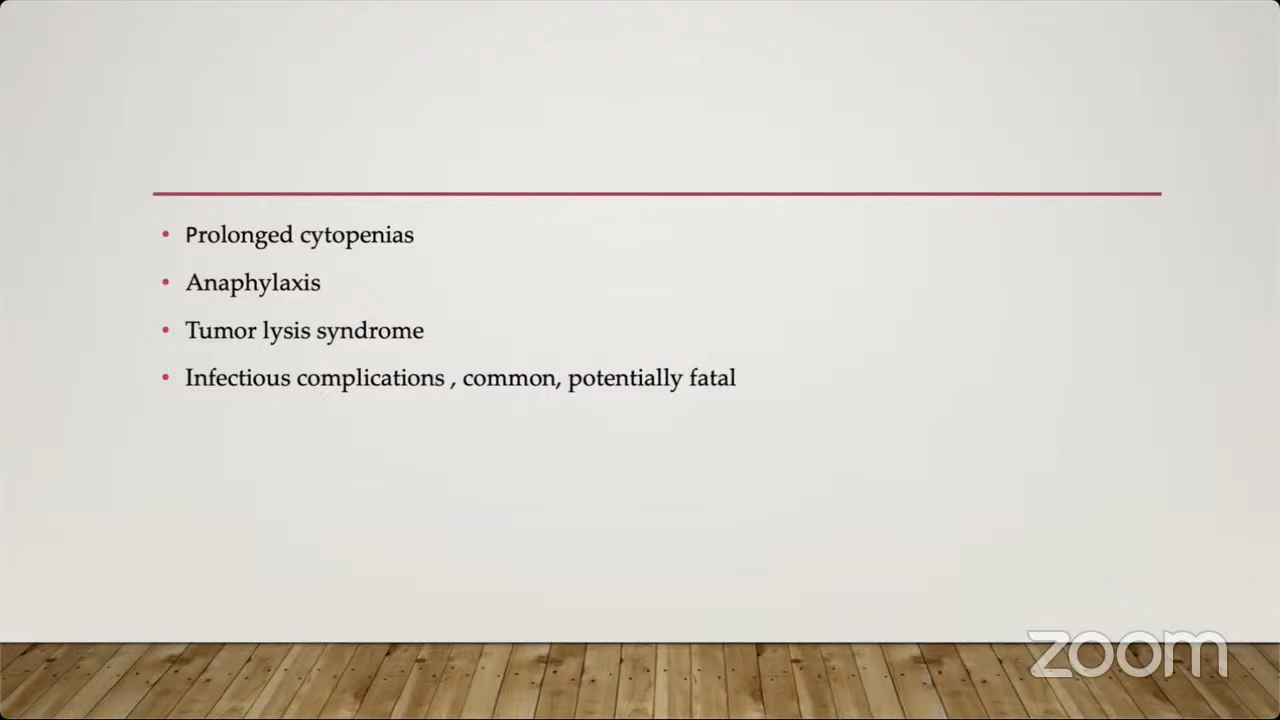 • Prolonged cytopenias
• Anaphylaxis
• Tumor lysis syndrome
• Infectious complications , common, potentially fatal
zoom